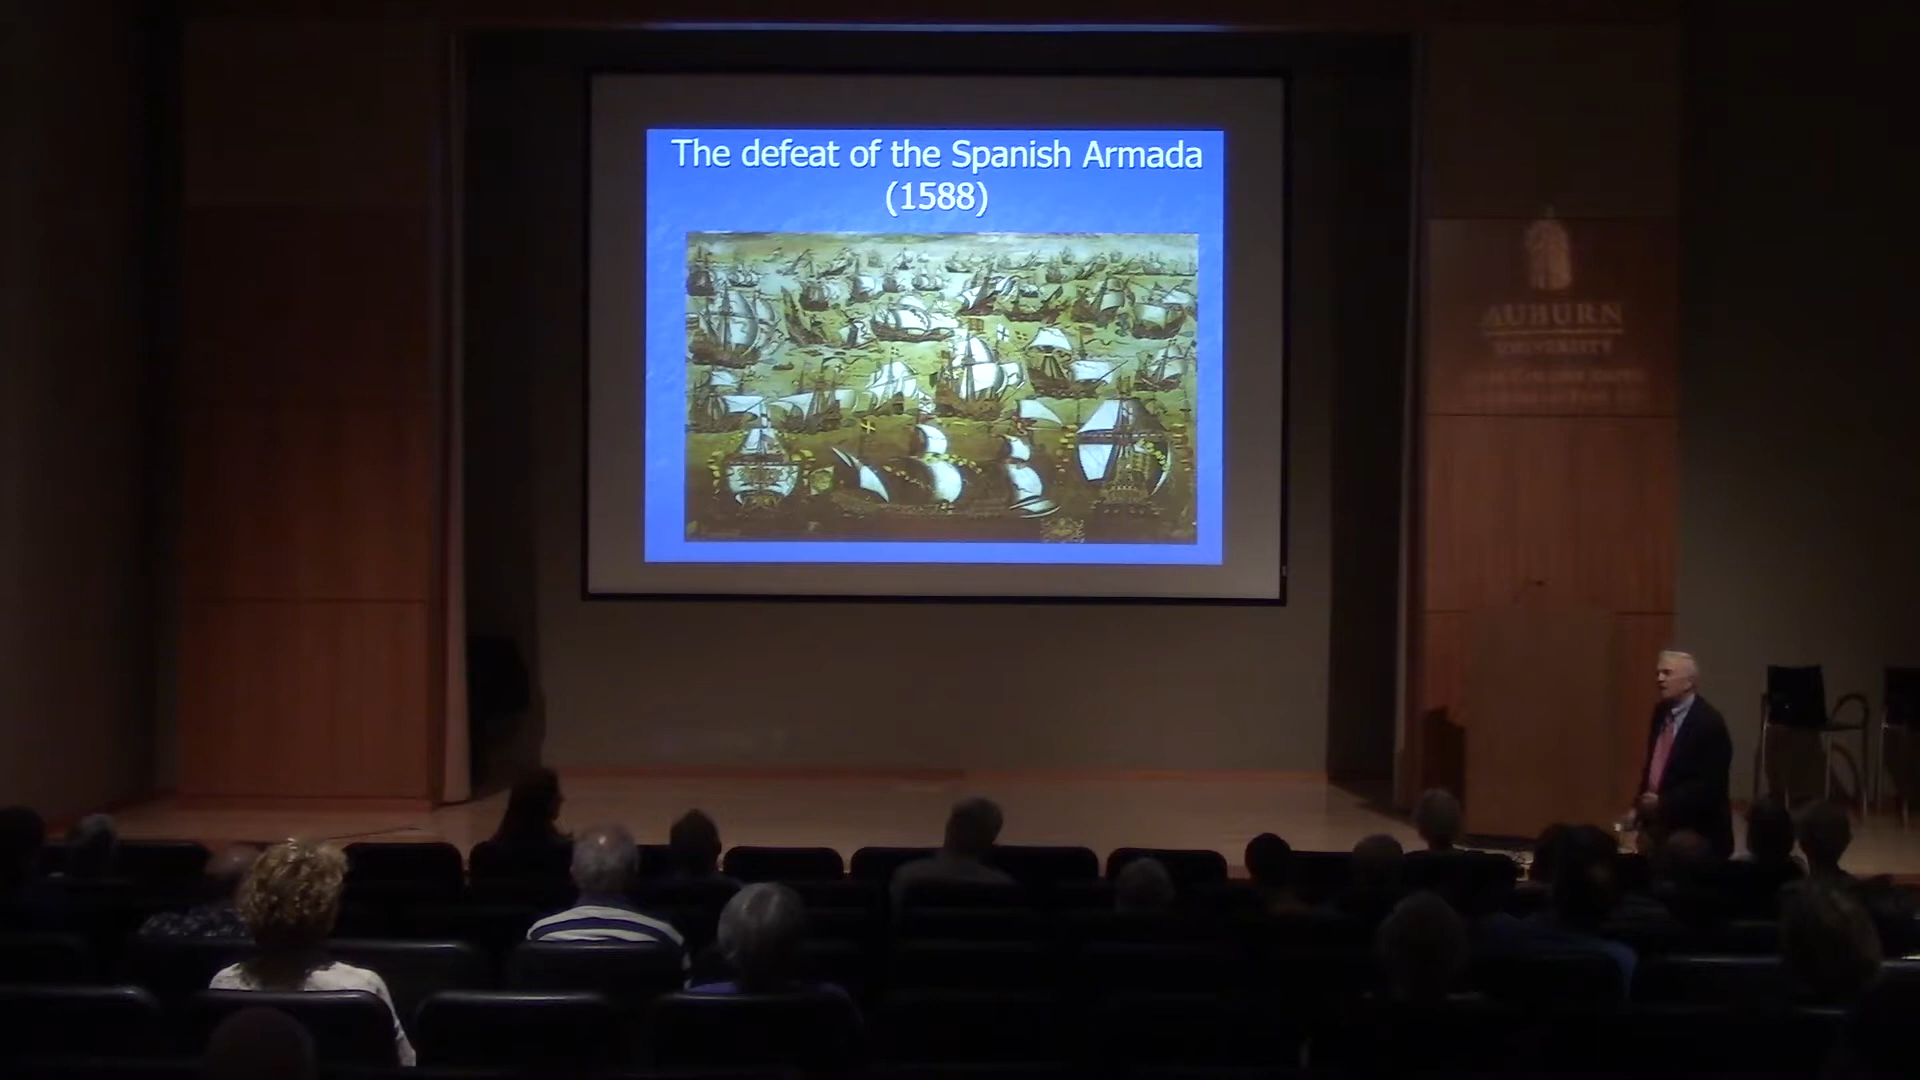 The defeat of the Spanish Armada
(1588)
AUBURN
UNIVERSITY